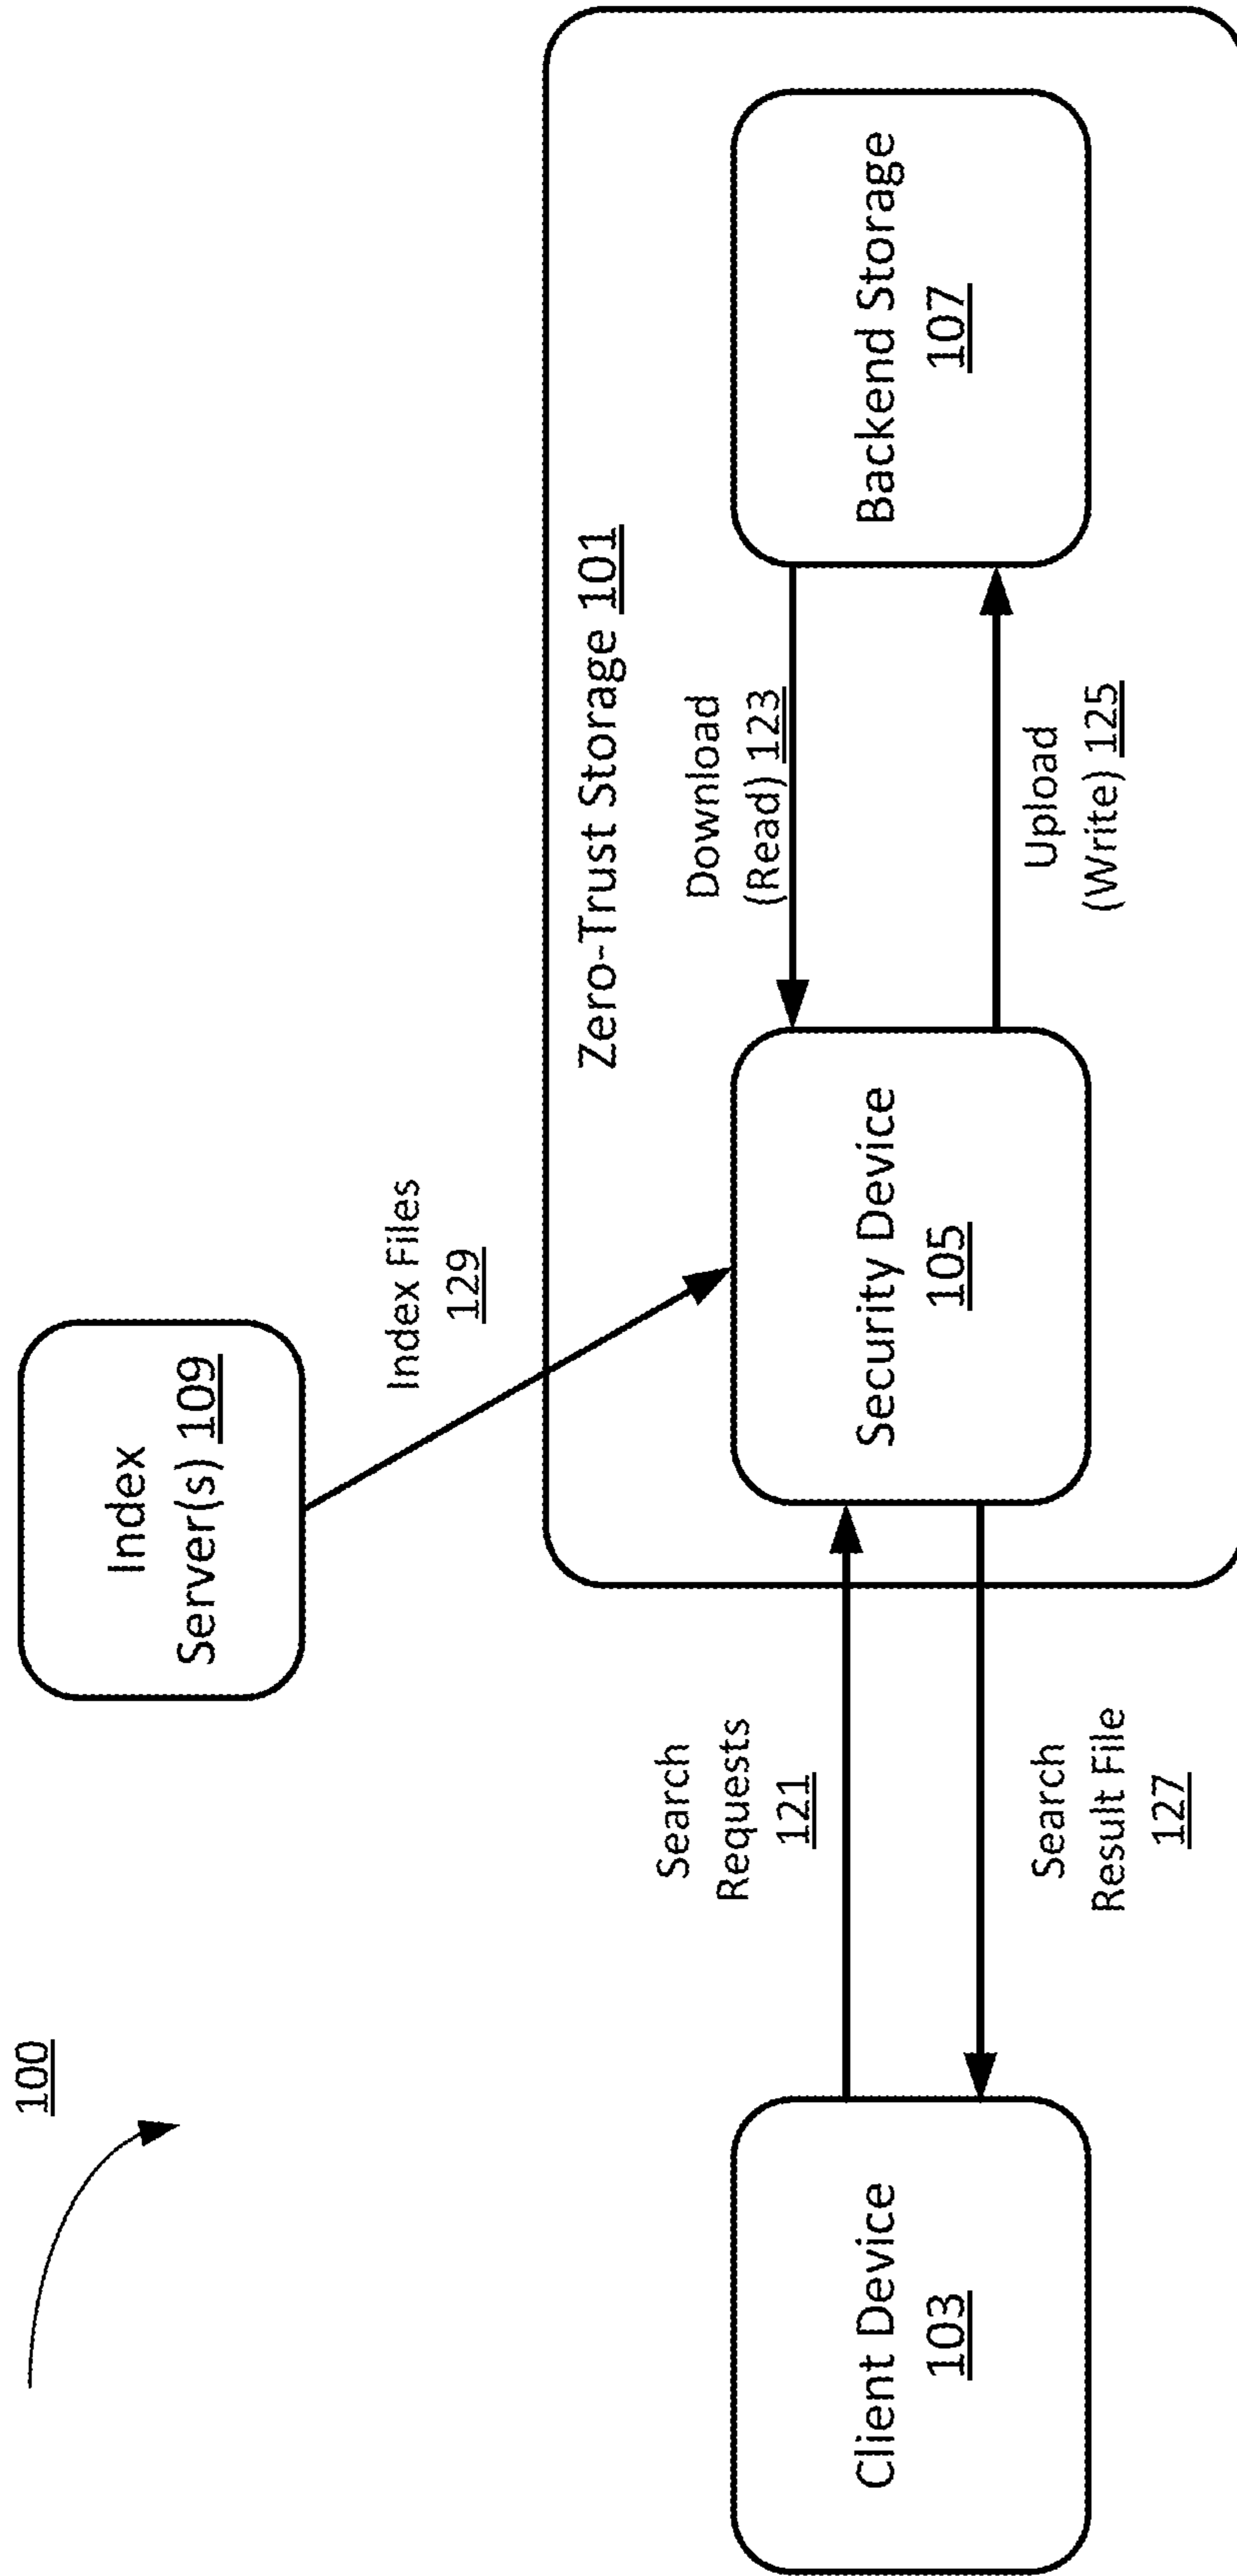 100
Index
Server(s) 109
Index Files
129
Zero-Trust Storage 101
Client Device
103
Search
Requests
121
Search
Result File
127
Security Device
105
Download
(Read) 123
Upload
(Write) 125
Backend Storage
107